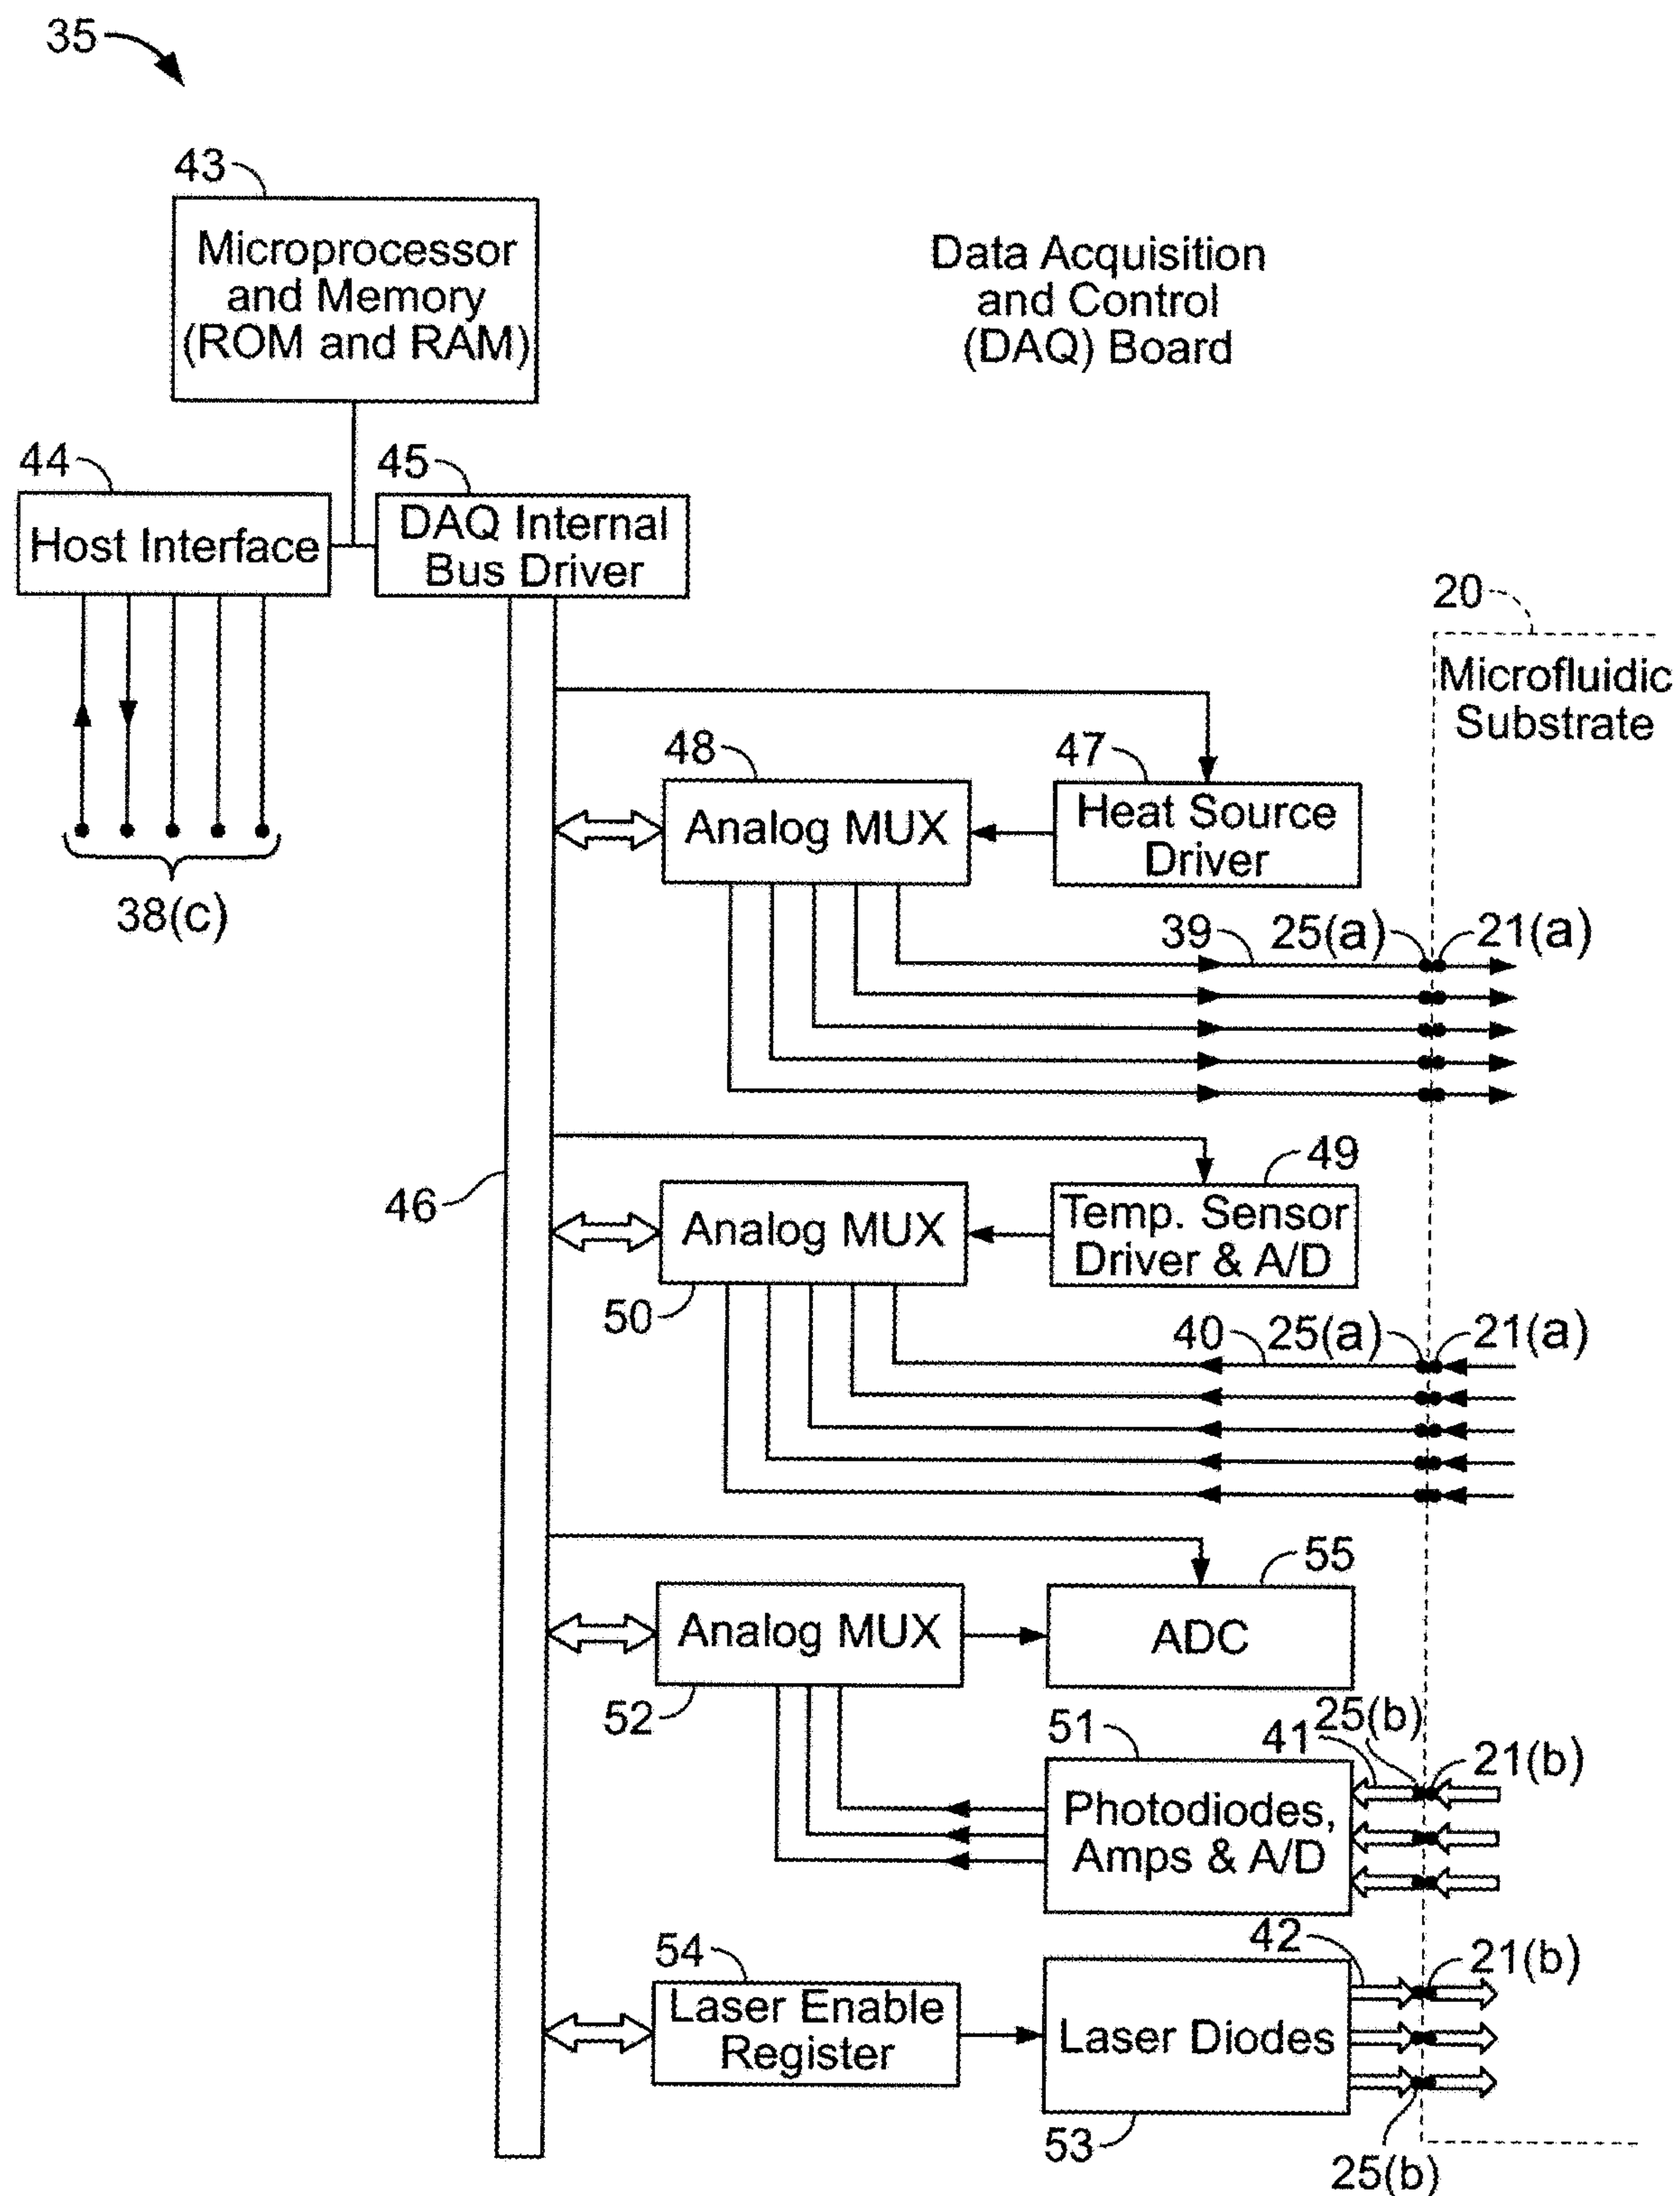 35
43
Microprocessor
and Memory
(ROM and RAM)
Data Acquisition
and Control
(DAQ) Board
44
Host Interface
45
DAQ Internal
Bus Driver
38(c)
20
Microfluidic
Substrate
48
Analog MUX
47
Heat Source
Driver
39
25(a)
21(a)
46
49
Analog MUX
50
Temp. Sensor
Driver & A/D
40
25(a)
21(a)
55
Analog MUX
52
ADC
51
Photodiodes,
Amps & A/D
41
25(b)
21(b)
54
Laser Enable
Register
42
21(b)
Laser Diodes
53
25(b)